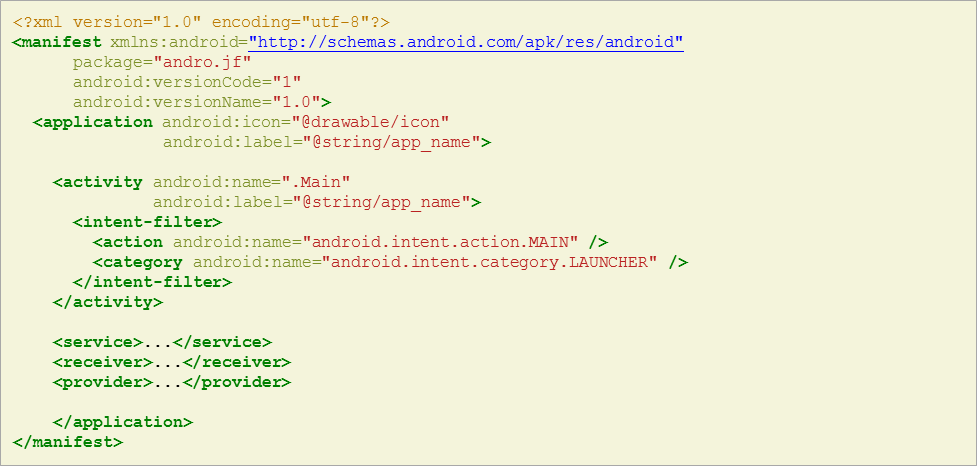 <?xml version="1.0" encoding="utf-8"?>
<manifest xmlns:android="http://schemas.android.com/apk/res/android"
      package="andro.jf"
      android:versionCode="1"
      android:versionName="1.0">
  <application android:icon="@drawable/icon"
               android:label="@string/app_name">

    <activity android:name=".Main"
              android:label="@string/app_name">
      <intent-filter>
        <action android:name="android.intent.action.MAIN" />
        <category android:name="android.intent.category.LAUNCHER" />
      </intent-filter>
    </activity>

    <service>...</service>
    <receiver>...</receiver>
    <provider>...</provider>

    </application>
</manifest>